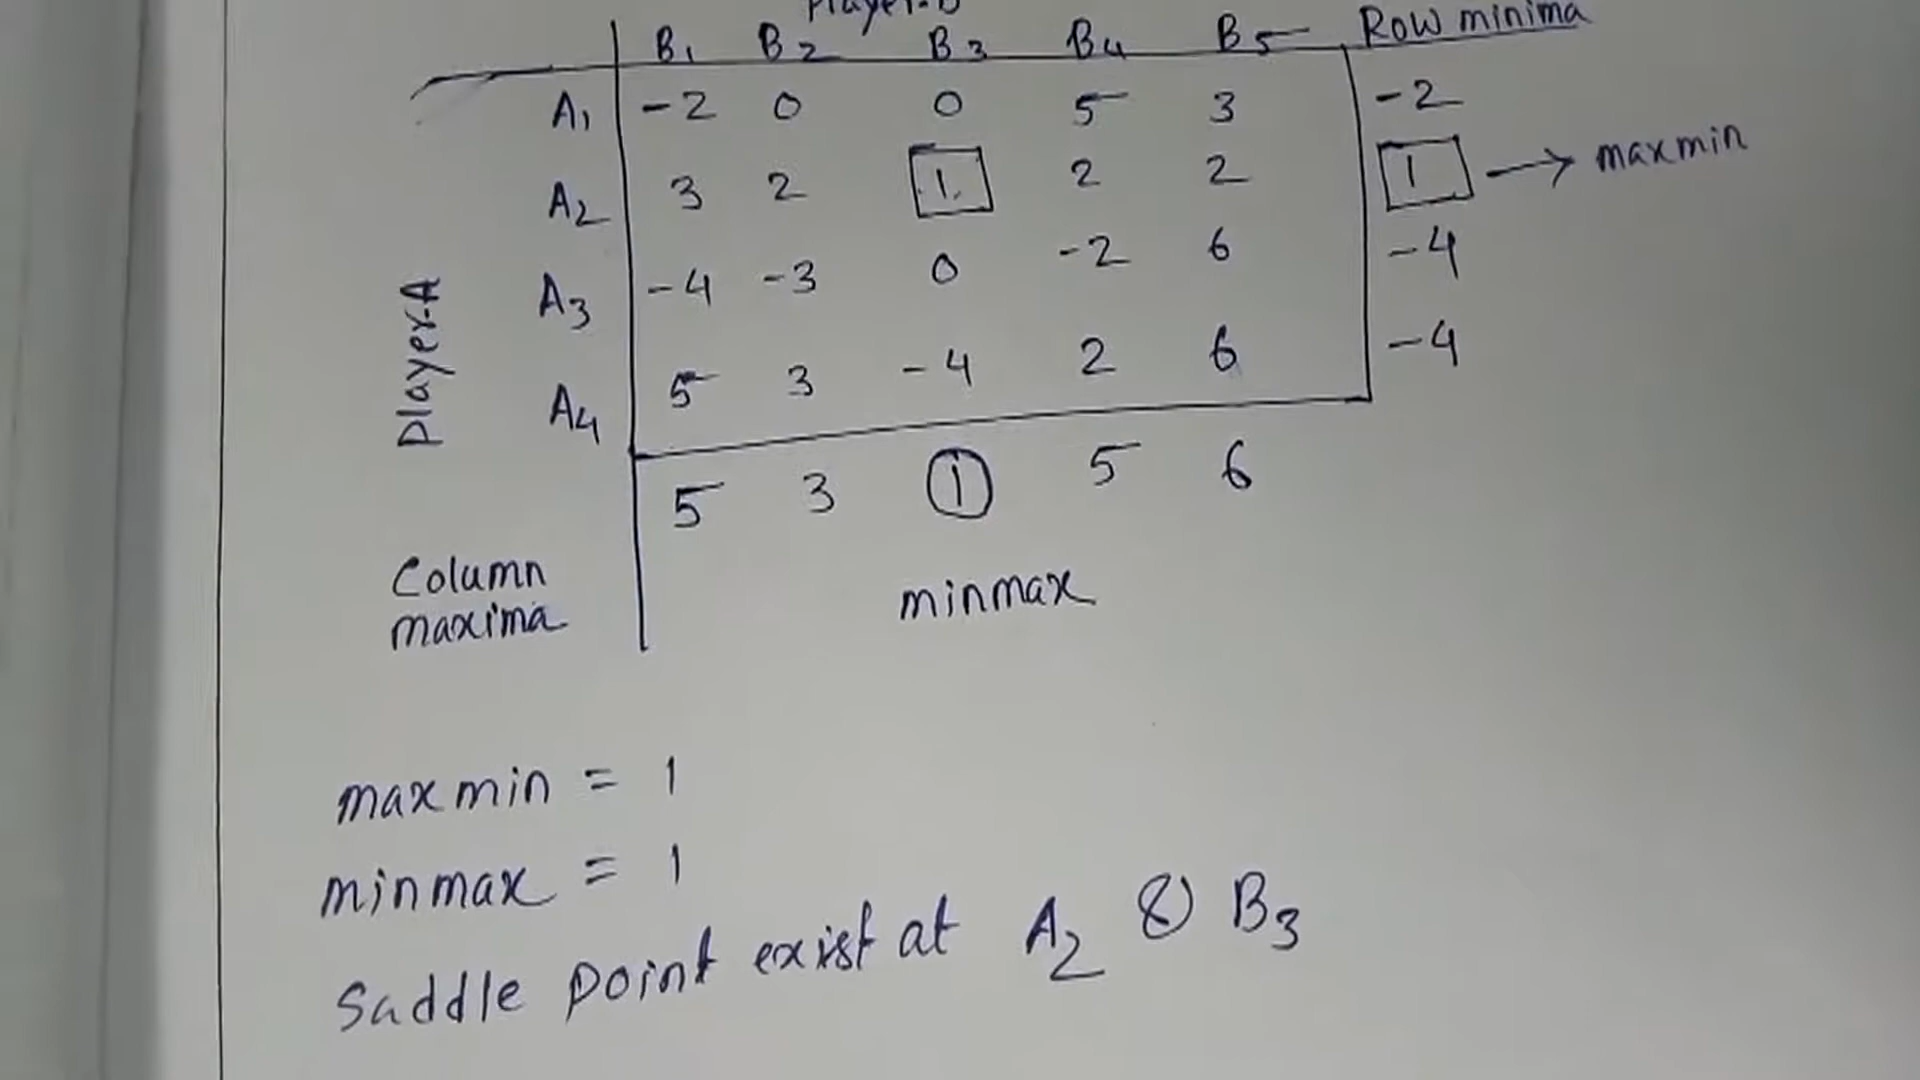 Player-B
B1 B2 B3 B4 B5 Row minima
A1 -2 0 0 5 3 -2
A2 3 2 1 2 2 1 → maxmin
A3 -4 -3 0 -2 6 -4
A4 5 3 -4 2 6 -4
Player-A
5 3 1 5 6
Column
maxima
minmax
maxmin = 1
minmax = 1
Saddle point exist at A2 & B3